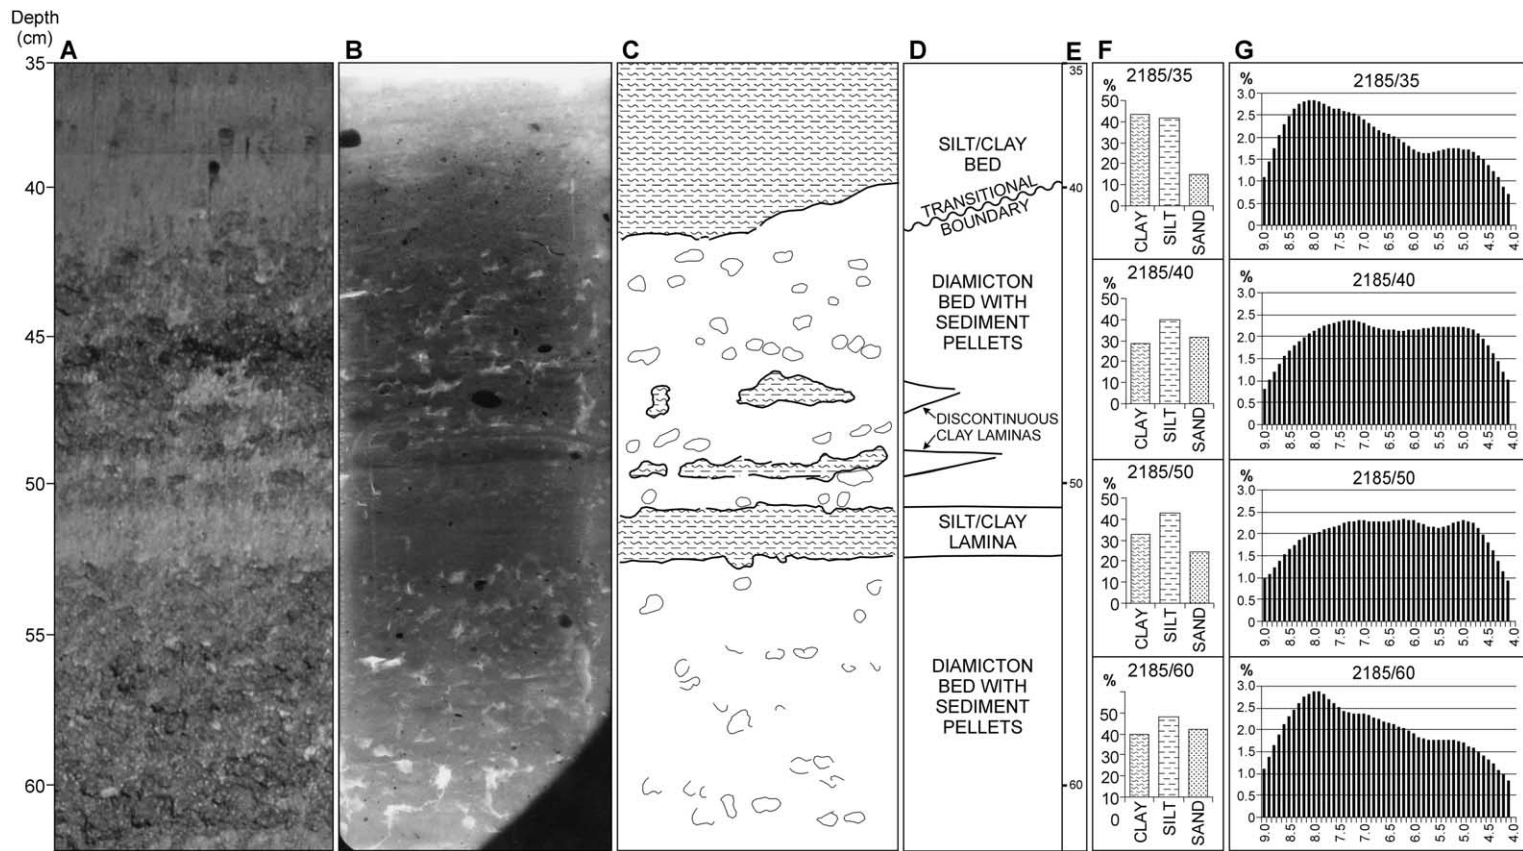 Depth
(cm)
A
B
C
D
E
F
G
35
40
45
50
55
60
SILT/CLAY
BED
TRANSITIONAL
BOUNDARY
DIAMICTON
BED WITH
SEDIMENT
PELLETS
DISCONTINUOUS
CLAY LAMINAS
SILT/CLAY
LAMINA
DIAMICTON
BED WITH
SEDIMENT
PELLETS
35
40
50
60
% 2185/35
50
40
30
20
10
0
CLAY
SILT
SAND
2185/40
%
50
40
30
20
10
0
CLAY
SILT
SAND
2185/50
%
50
40
30
20
10
0
CLAY
SILT
SAND
% 2185/60
50
40
30
20
10
0
CLAY
SILT
SAND
% 2185/35
3.0
2.5
2.0
1.5
1.0
0.5
0
9.0 8.5 8.0 7.5 7.0 6.5 6.0 5.5 5.0 4.5 4.0
% 2185/40
3.0
2.5
2.0
1.5
1.0
0.5
0
9.0 8.5 8.0 7.5 7.0 6.5 6.0 5.5 5.0 4.5 4.0
% 2185/50
3.0
2.5
2.0
1.5
1.0
0.5
0
9.0 8.5 8.0 7.5 7.0 6.5 6.0 5.5 5.0 4.5 4.0
% 2185/60
3.0
2.5
2.0
1.5
1.0
0.5
0
9.0 8.5 8.0 7.5 7.0 6.5 6.0 5.5 5.0 4.5 4.0